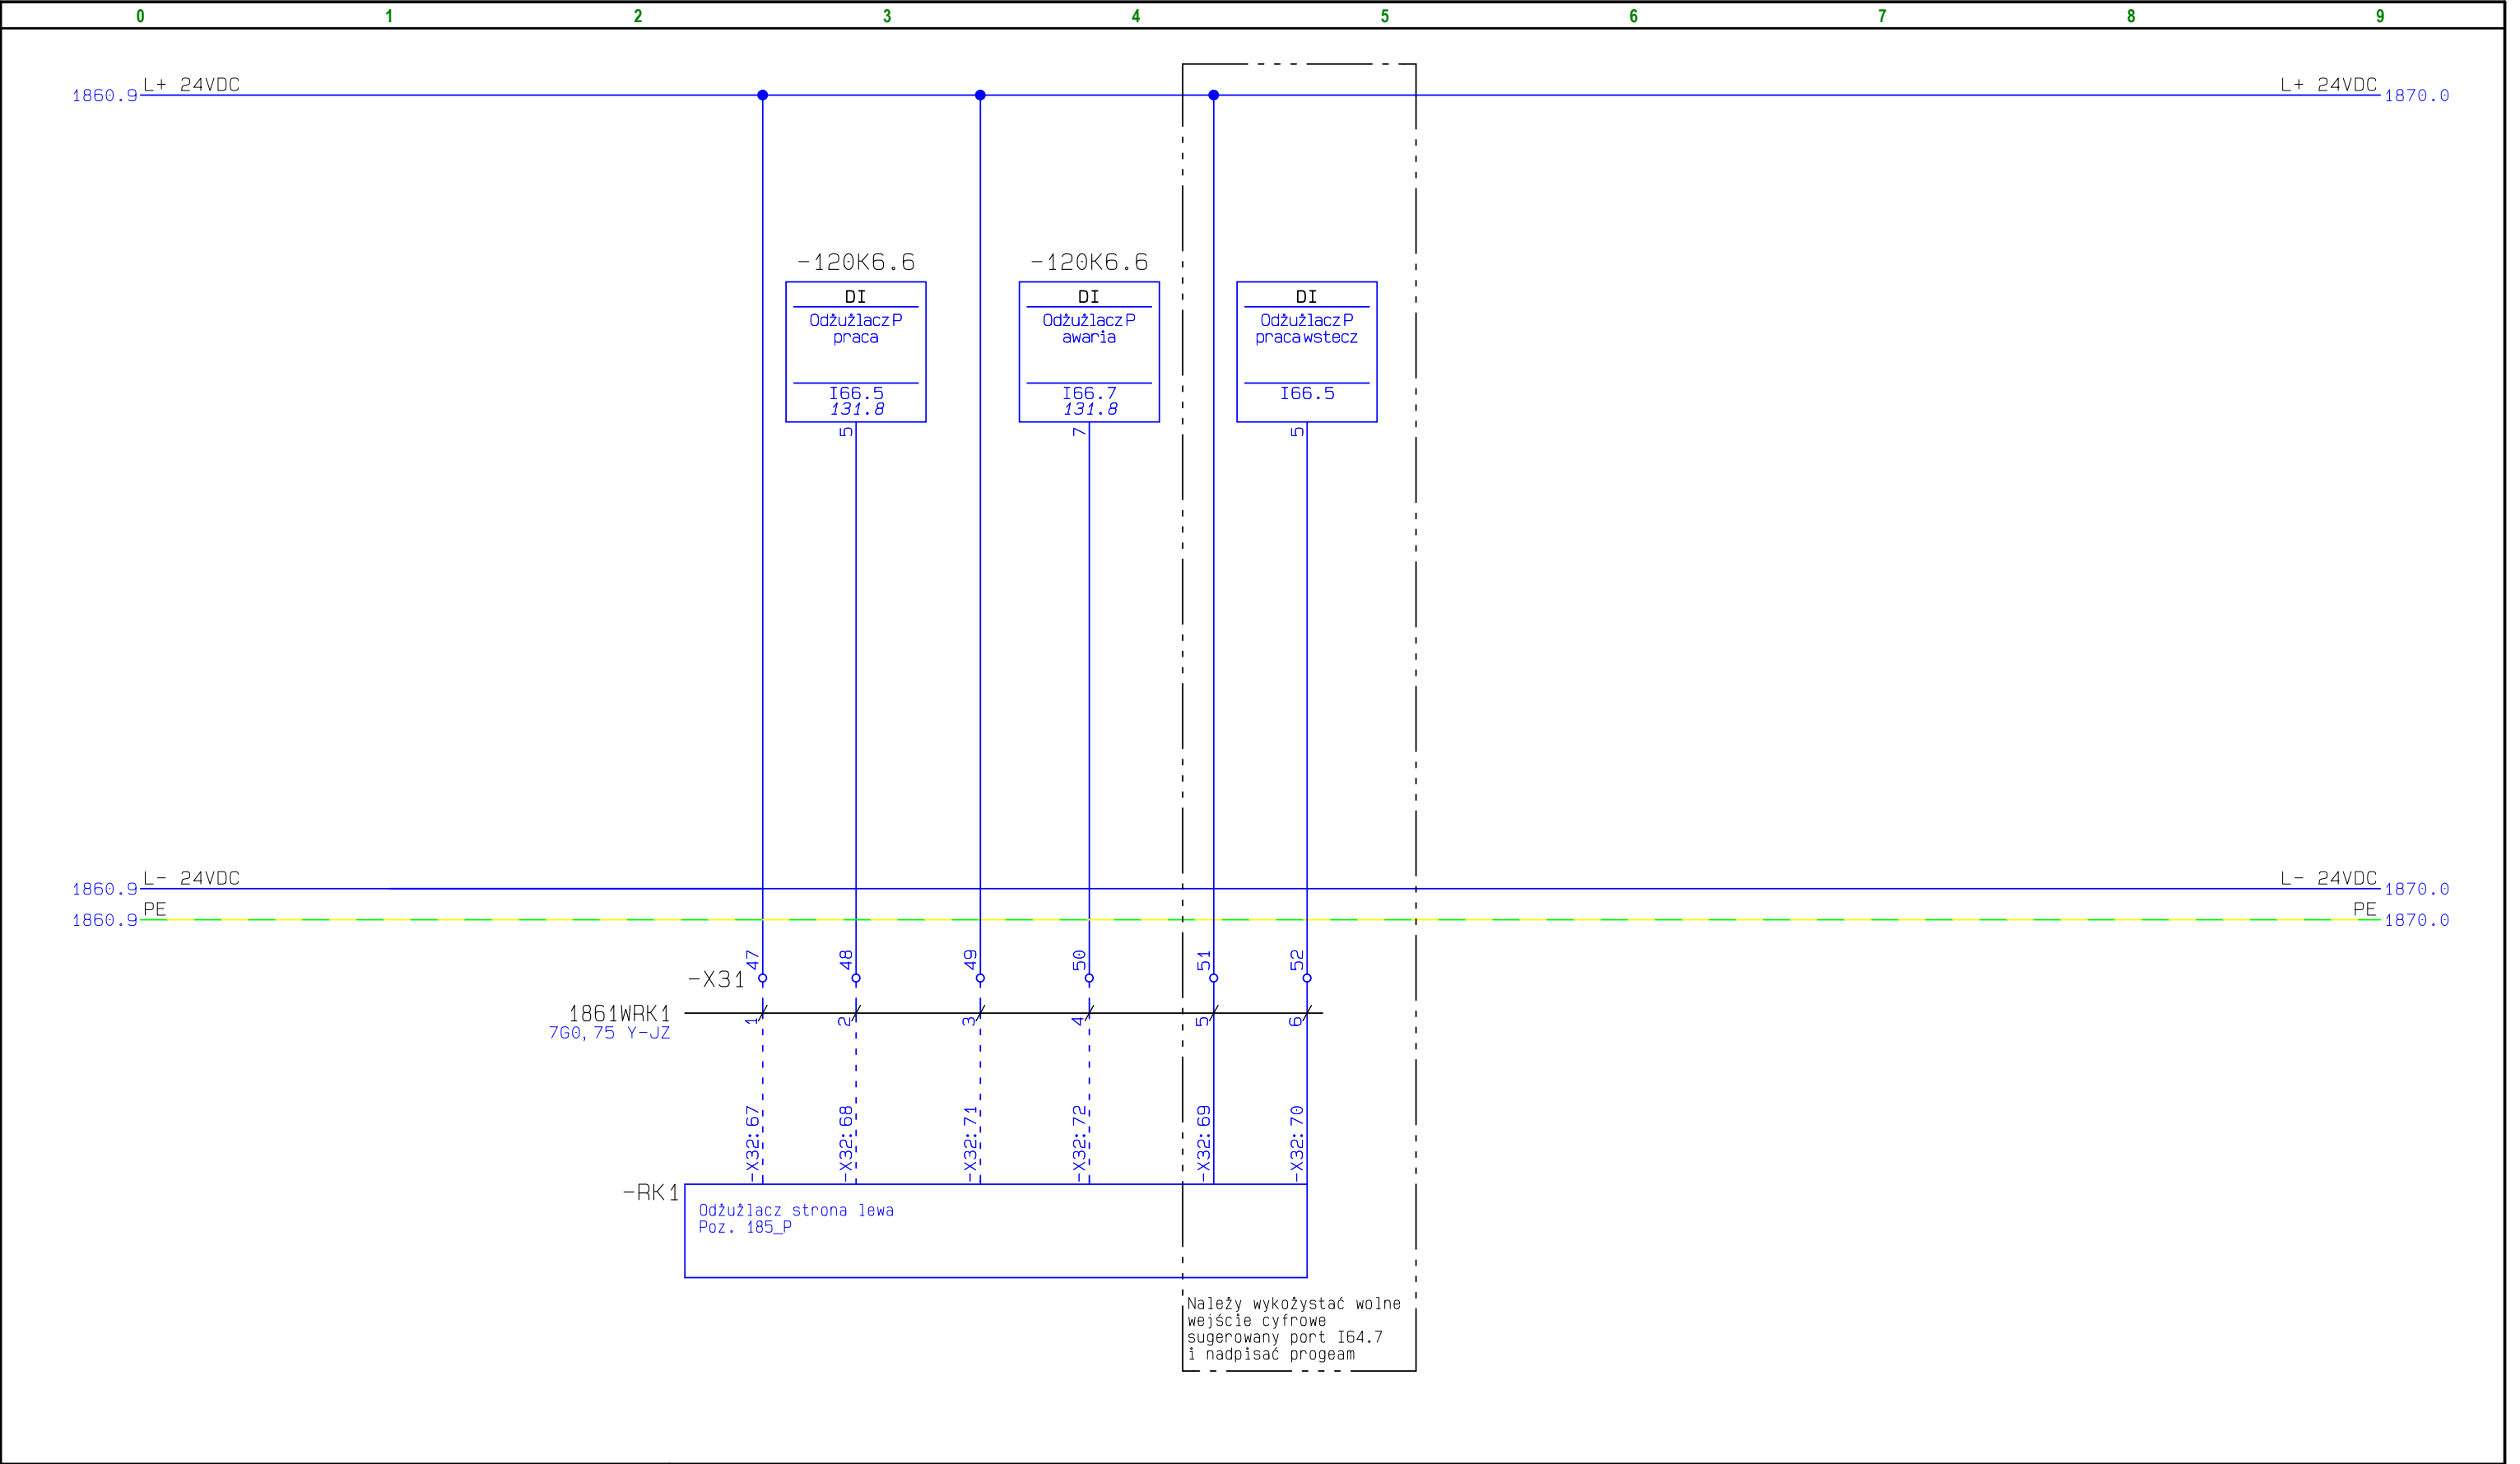 0 1 2 3 4 5 6 7 8 9
L+ 24VDC L+ 24VDC
1860.9 1870.0
-120K6.6 -120K6.6
DI DI DI
OdżużlaczP OdżużlaczP OdżużlaczP
praca awaria praca wstecz
I66.5 I66.7 I66.5
131.8 131.8
5 7 5
L- 24VDC L- 24VDC
1860.9 1870.0
PE PE
1860.9 1870.0
47 48 49 50 51 52
-X31
1861WRK1
1 2 3 4 5 6
7G0,75 Y-JZ
-X32:67 -X32:68 -X32:71 -X32:72 -X32:69 -X32:70
-RK1
Odżużlacz strona lewa
Poz. 185_P
Należy wykożystać wolne
wejście cyfrowe
sugerowany port I64.7
i nadpisać progeam